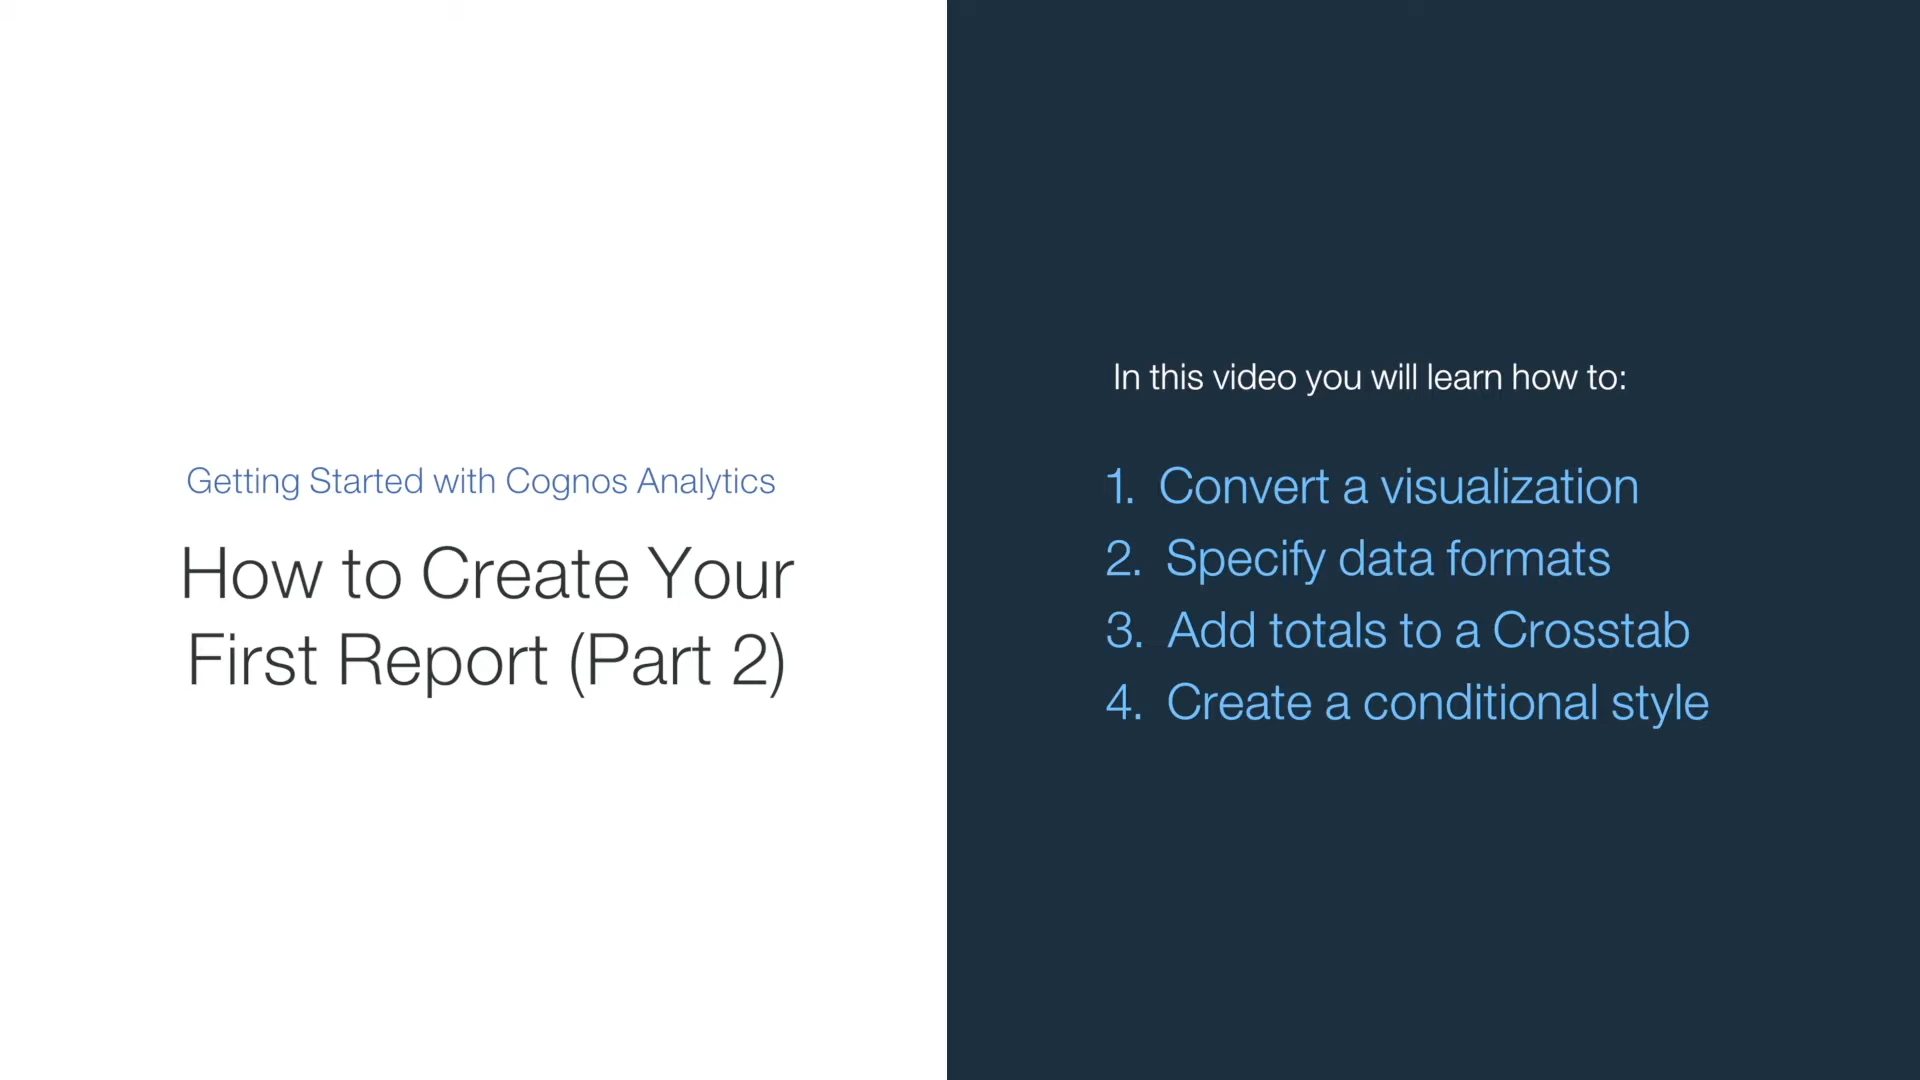 Getting Started with Cognos Analytics
How to Create Your
First Report (Part 2)
In this video you will learn how to:
1. Convert a visualization
2. Specify data formats
3. Add totals to a Crosstab
4. Create a conditional style